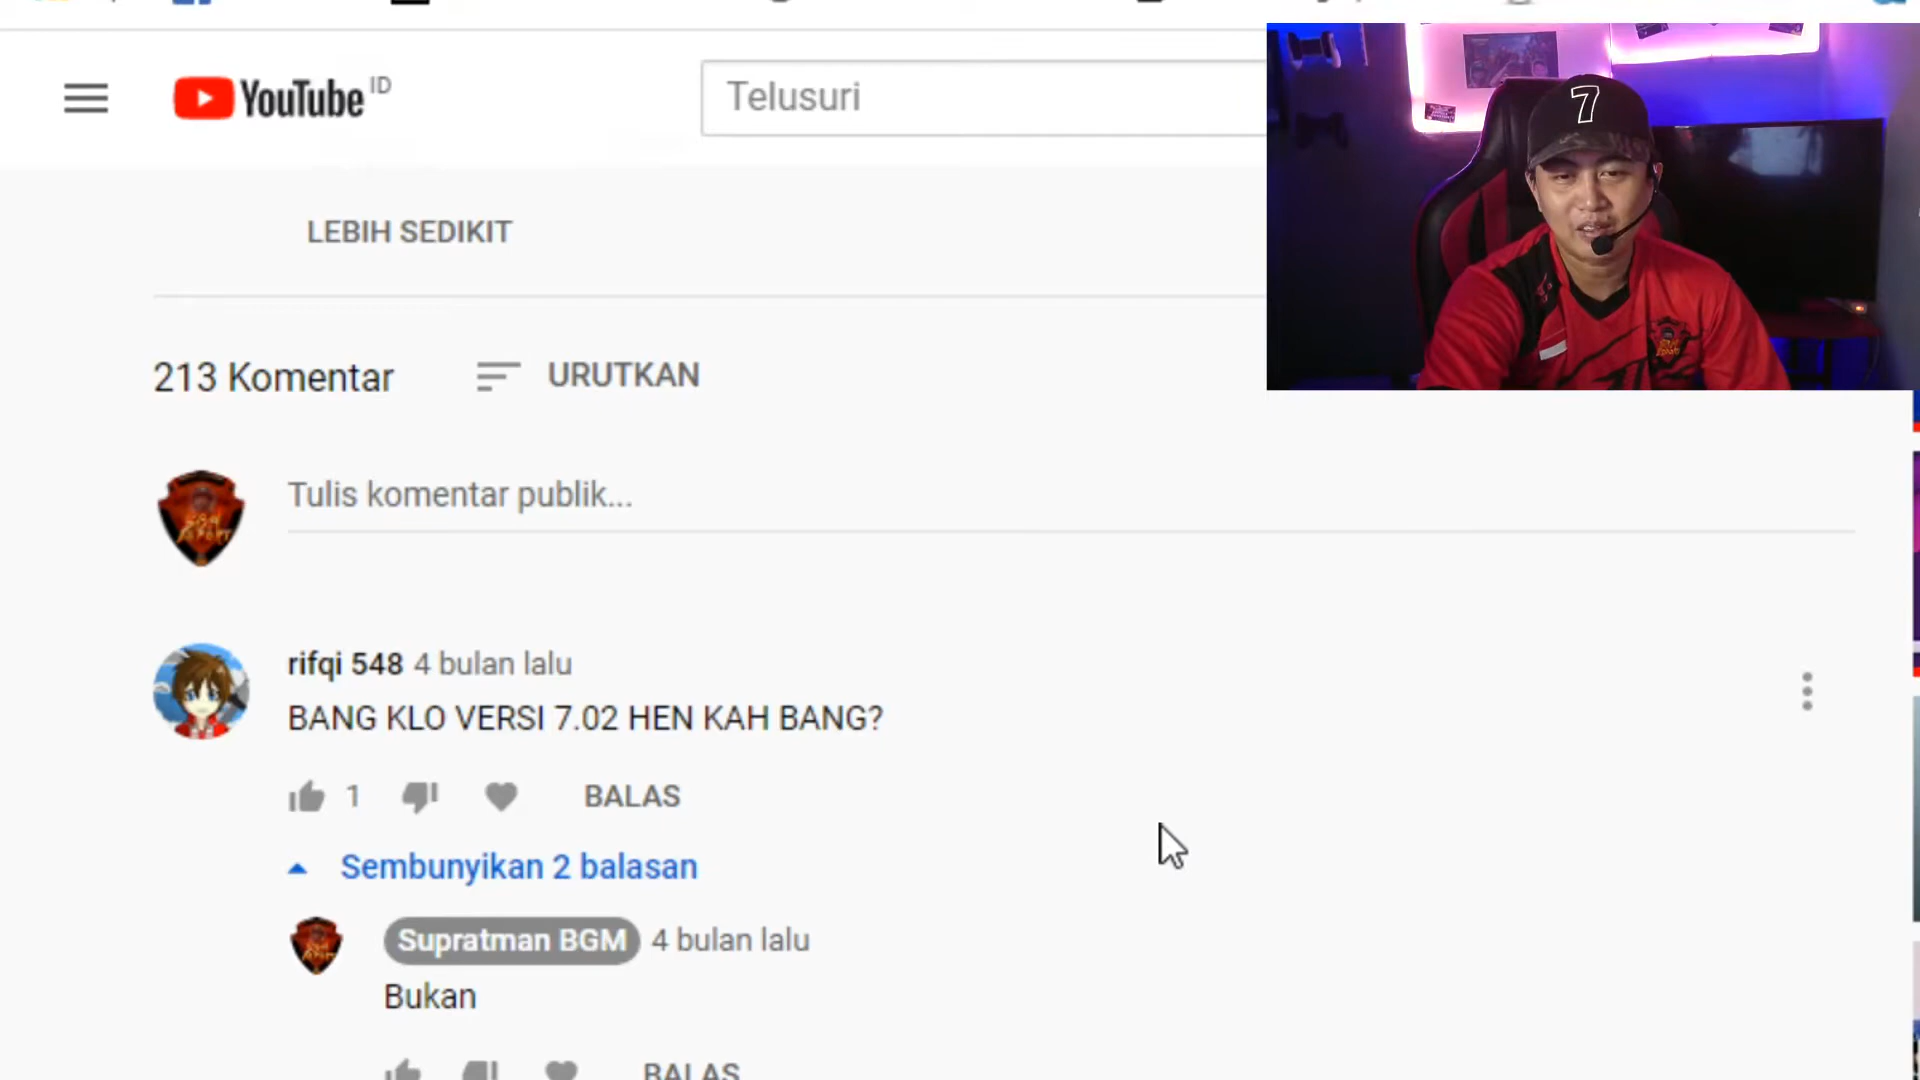 YouTube ID
Telusuri
7
LEBIH SEDIKIT
213 Komentar
URUTKAN
Tulis komentar publik...
rifqi 548 4 bulan lalu
BANG KLO VERSI 7.02 HEN KAH BANG?
1
BALAS
Sembunyikan 2 balasan
Supratman BGM 4 bulan lalu
Bukan
BALAS